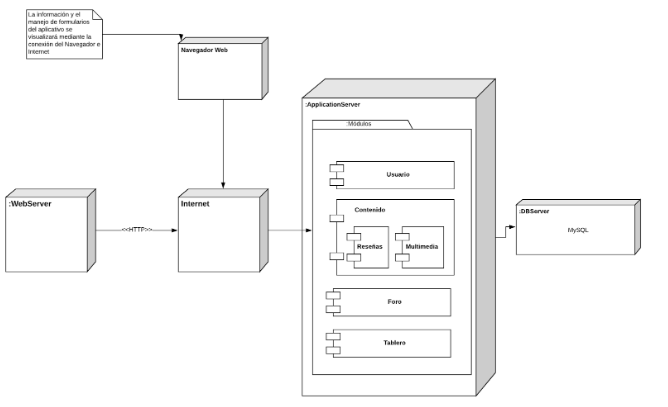 La información y el
manejo de formularios
del aplicativo se
visualizará mediante la
conexión del Navegador e
Internet
Navegador Web
:ApplicationServer
:Módulos
Usuario
Contenido
Reseñas
Multimedia
Foro
Tablero
:WebServer
<<HTTP>>
Internet
:DBServer
MySQL